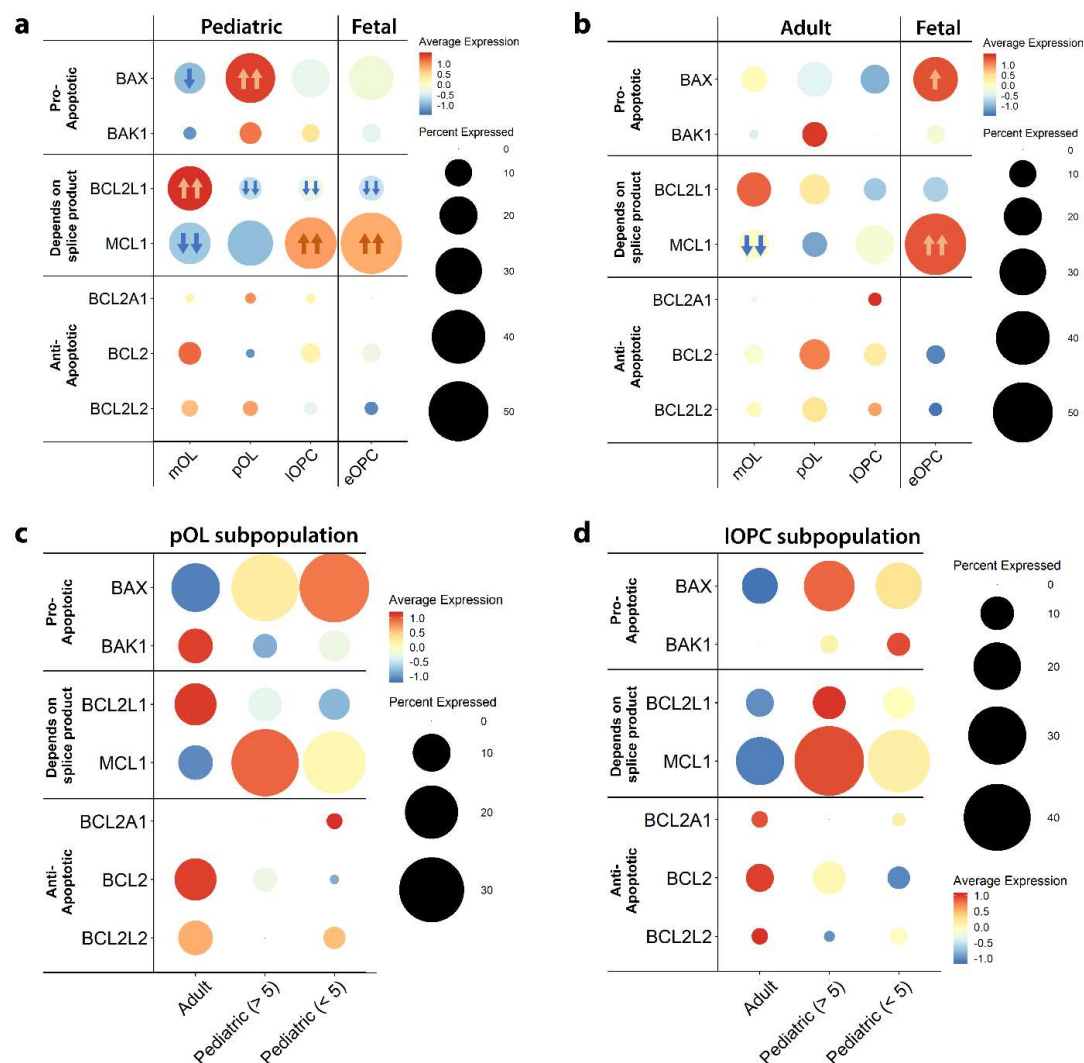 a
Pediatric
Fetal
Average Expression
1.0
0.5
-0.5
-1.0
Percent Expressed
0
10
20
30
40
50
Pro-
Apoptotic
BAX
BAK1
Depends on
splice product
BCL2L1
MCL1
Anti-
Apoptotic
BCL2A1
BCL2
BCL2L2
mOL
pOL
lOPC
eOPC
b
Adult
Fetal
Average Expression
1.0
0.5
-0.5
-1.0
Percent Expressed
0
10
20
30
40
50
Pro-
Apoptotic
BAX
BAK1
Depends on
splice product
BCL2L1
MCL1
Anti-
Apoptotic
BCL2A1
BCL2
BCL2L2
mOL
pOL
lOPC
eOPC
c
pOL subpopulation
Pro-
Apoptotic
BAX
BAK1
Depends on
splice product
BCL2L1
MCL1
Anti-
Apoptotic
BCL2A1
BCL2
BCL2L2
Adult
Pediatric (> 5)
Pediatric (< 5)
Average Expression
1.0
0.5
0.0
-0.5
-1.0
Percent Expressed
0
10
20
30
d
lOPC subpopulation
Pro-
Apoptotic
BAX
BAK1
Depends on
splice product
BCL2L1
MCL1
Anti-
Apoptotic
BCL2A1
BCL2
BCL2L2
Adult
Pediatric (> 5)
Pediatric (< 5)
Percent Expressed
0
10
20
30
40
Average Expression
1.0
0.5
0.0
-0.5
-1.0